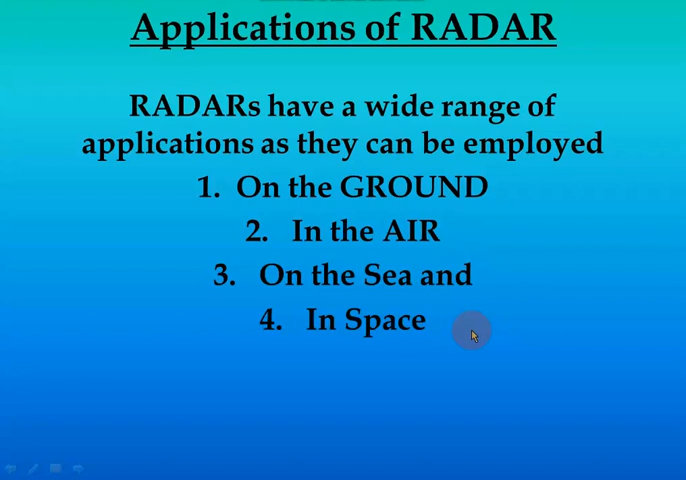 Applications of RADAR
RADARs have a wide range of
applications as they can be employed
1. On the GROUND
2. In the AIR
3. On the Sea and
4. In Space